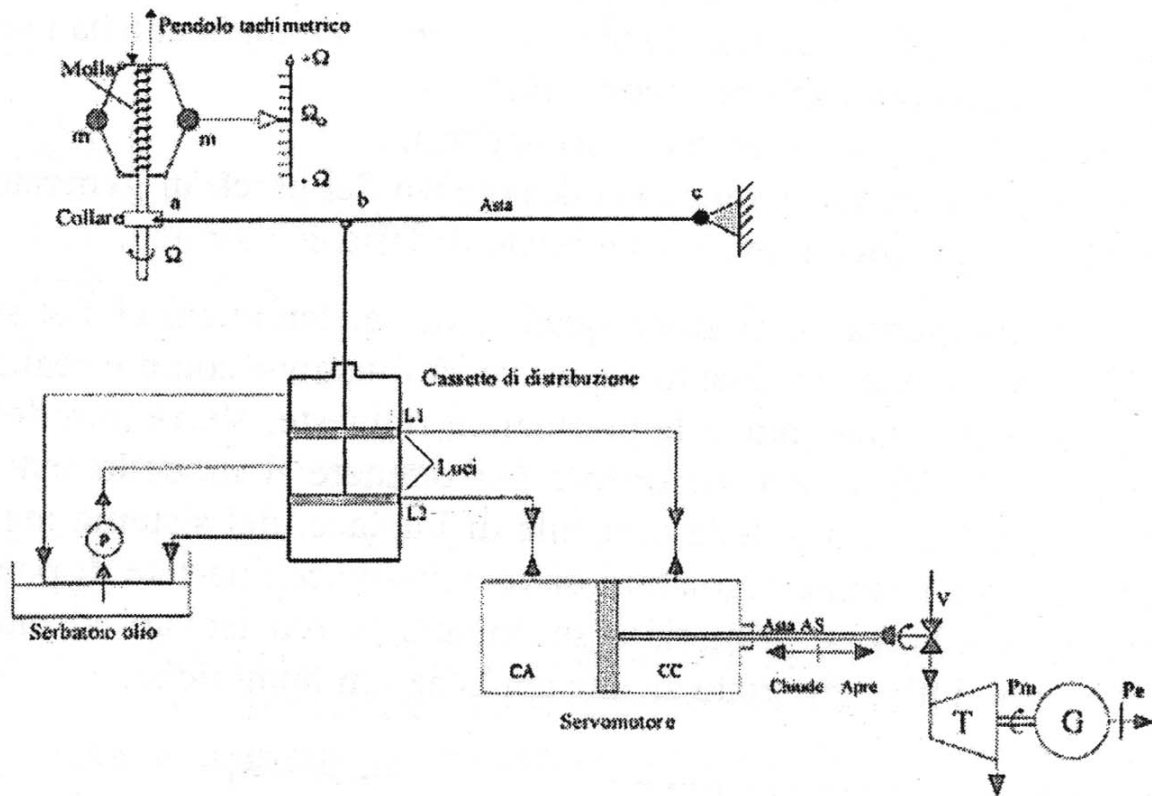 Pendolo tachimetrico
Molla
+Ω
Ωo
m
m
-Ω
a
b
Asta
c
Collare
Ω
Cassetto di distribuzione
L1
Luci
L2
P
Serbatoio olio
V
Asta AS
CA
CC
Chiude Apre
Servomotore
Pm
Pe
T
G